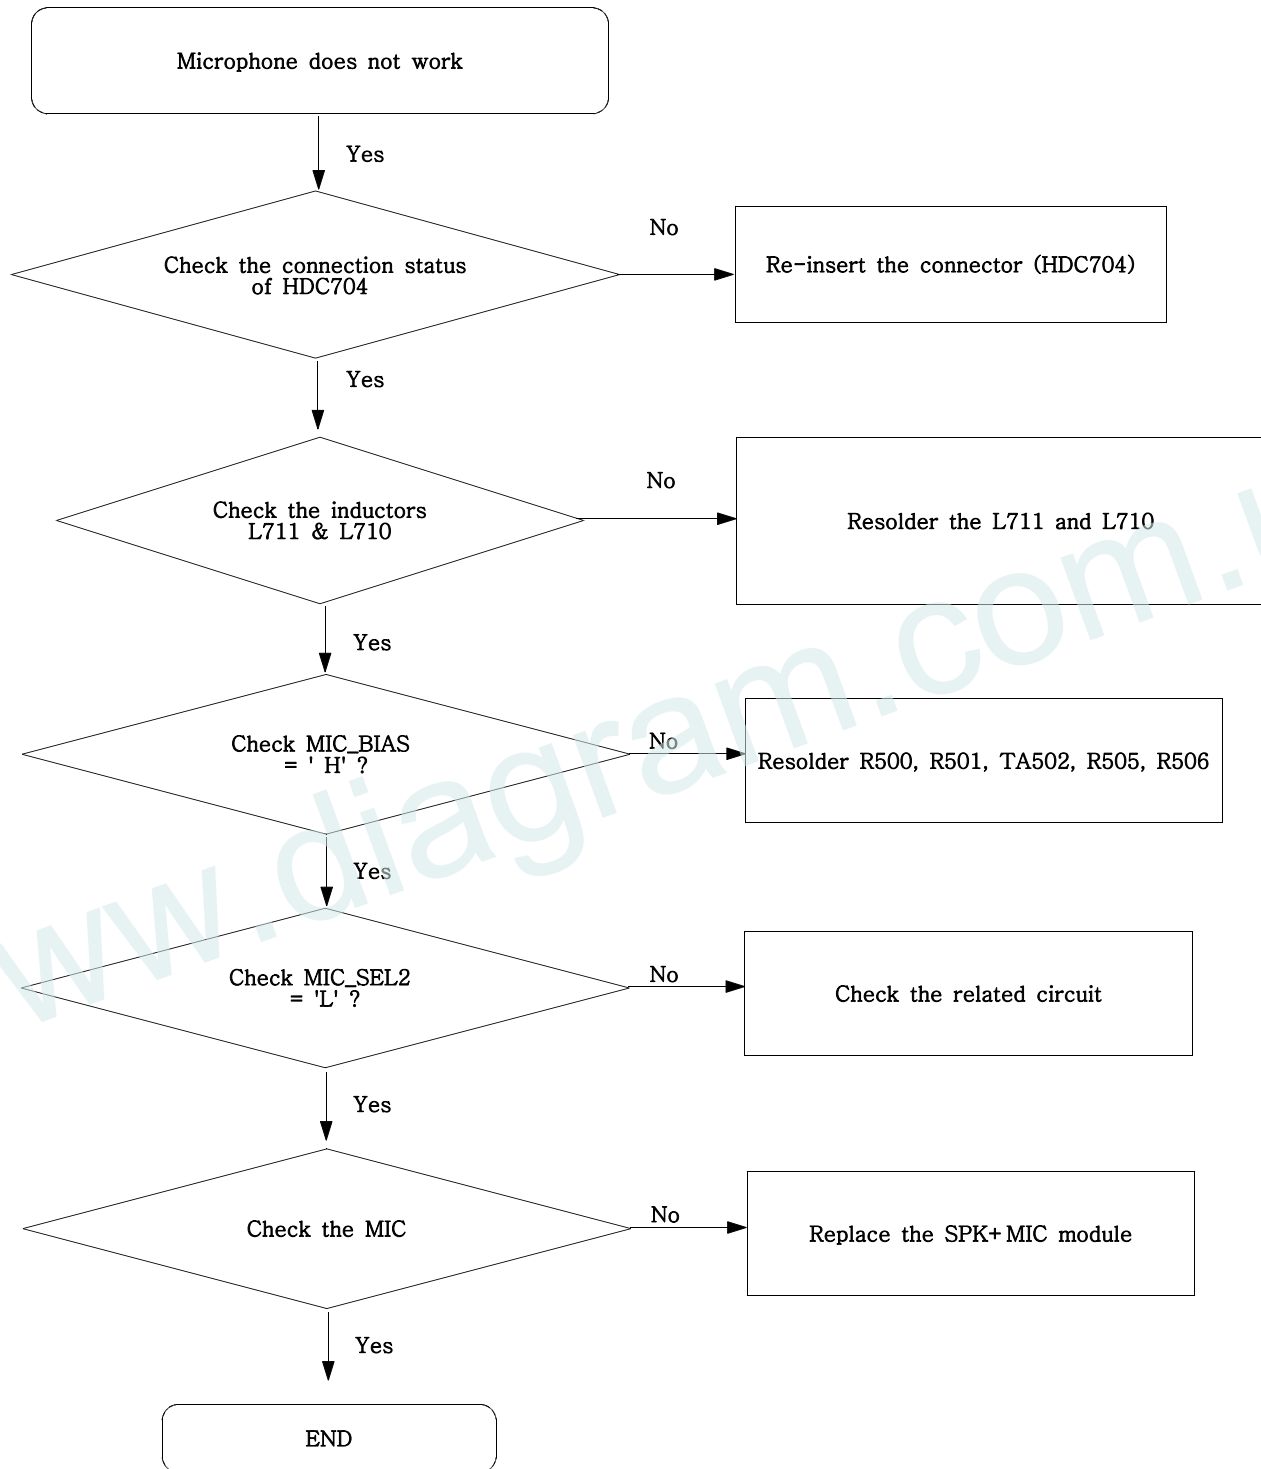 Microphone does not work
Yes
Check the connection status
of HDC704
No
Re-insert the connector (HDC704)
Yes
Check the inductors
L711 & L710
No
Resolder the L711 and L710
Yes
Check MIC_BIAS
= ' H' ?
No
Resolder R500, R501, TA502, R505, R506
Yes
Check MIC_SEL2
= 'L' ?
No
Check the related circuit
Yes
Check the MIC
No
Replace the SPK+MIC module
Yes
END
ww.diagram.com.